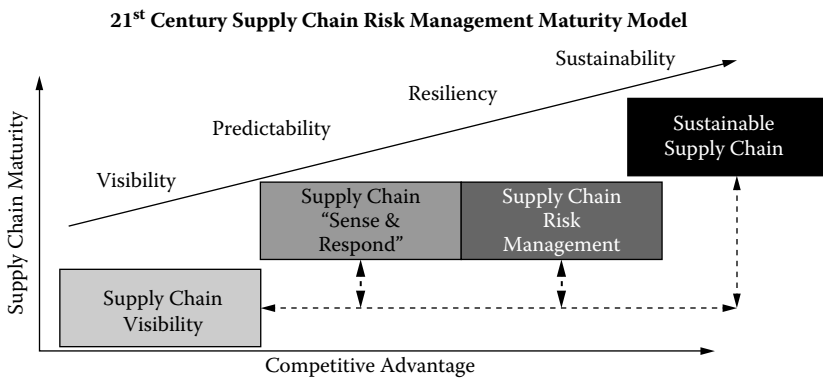 21st Century Supply Chain Risk Management Maturity Model
Sustainability
Resiliency
Predictability
Visibility
Supply Chain Maturity
Sustainable
Supply Chain
Supply Chain
“Sense &
Respond”
Supply Chain
Risk
Management
Supply Chain
Visibility
Competitive Advantage